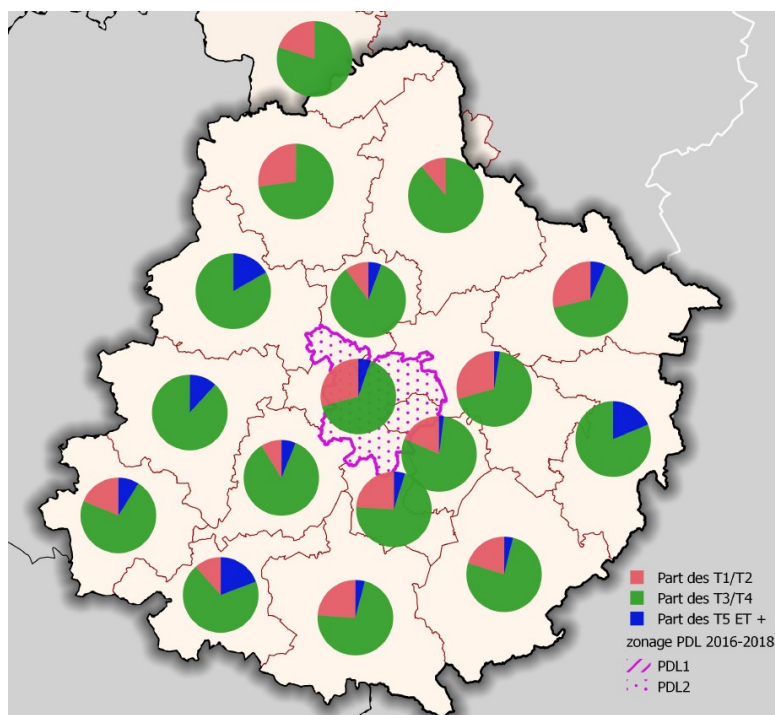 Part des T1/T2
Part des T3/T4
Part des T5 ET +
zonage PDL 2016-2018
PDL1
PDL2